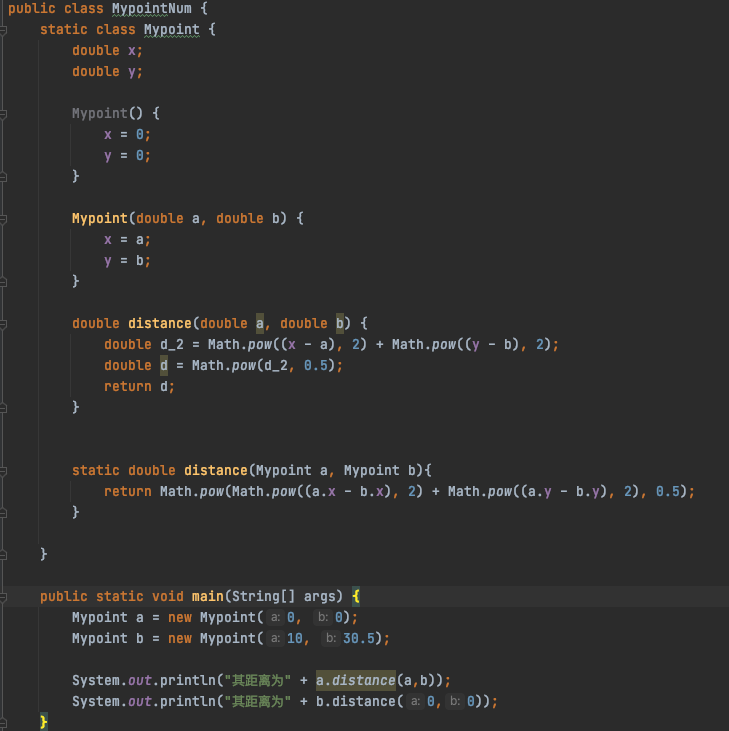 public class MypointNum {
static class Mypoint {
double x;
double y;
Mypoint() {
x = 0;
y = 0;
}
Mypoint(double a, double b) {
x = a;
y = b;
}
double distance(double a, double b) {
double d_2 = Math.pow((x - a), 2) + Math.pow((y - b), 2);
double d = Math.pow(d_2, 0.5);
return d;
}
static double distance(Mypoint a, Mypoint b){
return Math.pow(Math.pow((a.x - b.x), 2) + Math.pow((a.y - b.y), 2), 0.5);
}
}
public static void main(String[] args) {
Mypoint a = new Mypoint( a: 0, b: 0);
Mypoint b = new Mypoint( a: 10, b: 30.5);
System.out.println("其距离为" + a.distance(a,b));
System.out.println("其距离为" + b.distance( a: 0, b: 0));
}